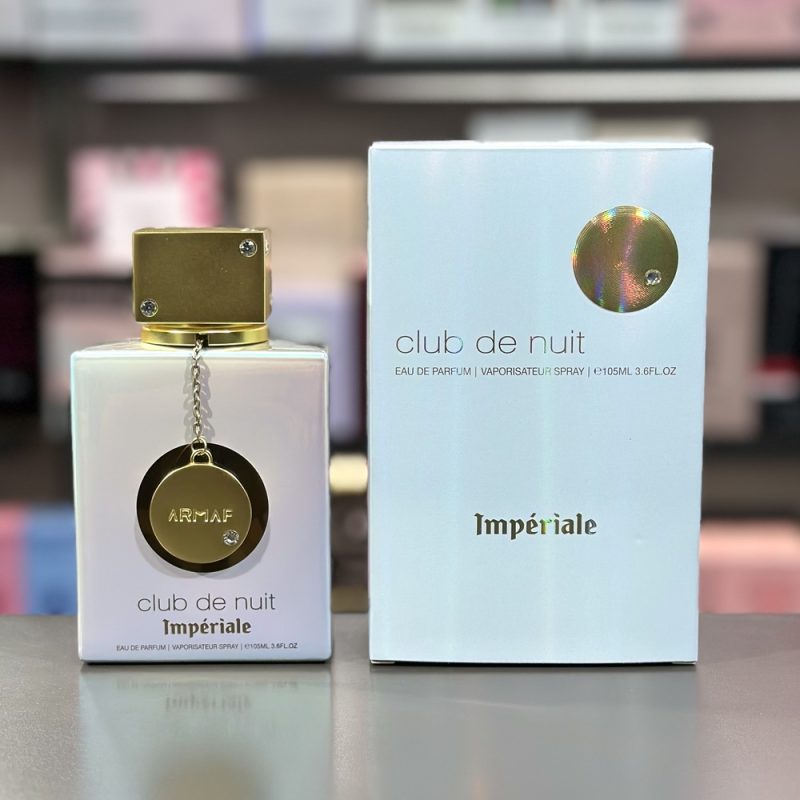 ARMAF
club de nuit
Impériale
EAU DE PARFUM | VAPORISATEUR SPRAY | ℮105ML 3.6FL.OZ
club de nuit
EAU DE PARFUM | VAPORISATEUR SPRAY | ℮105ML 3.6FL.OZ
Impériale